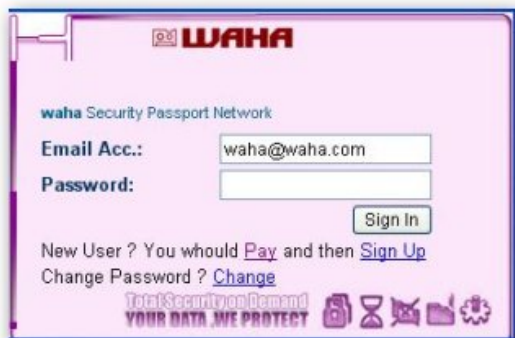 WAHA
waha Security Passport Network
Email Acc.: waha@waha.com
Password:
Sign In
New User ? You whould Pay and then Sign Up
Change Password ? Change
Total Security on Demand
YOUR DATA ,WE PROTECT